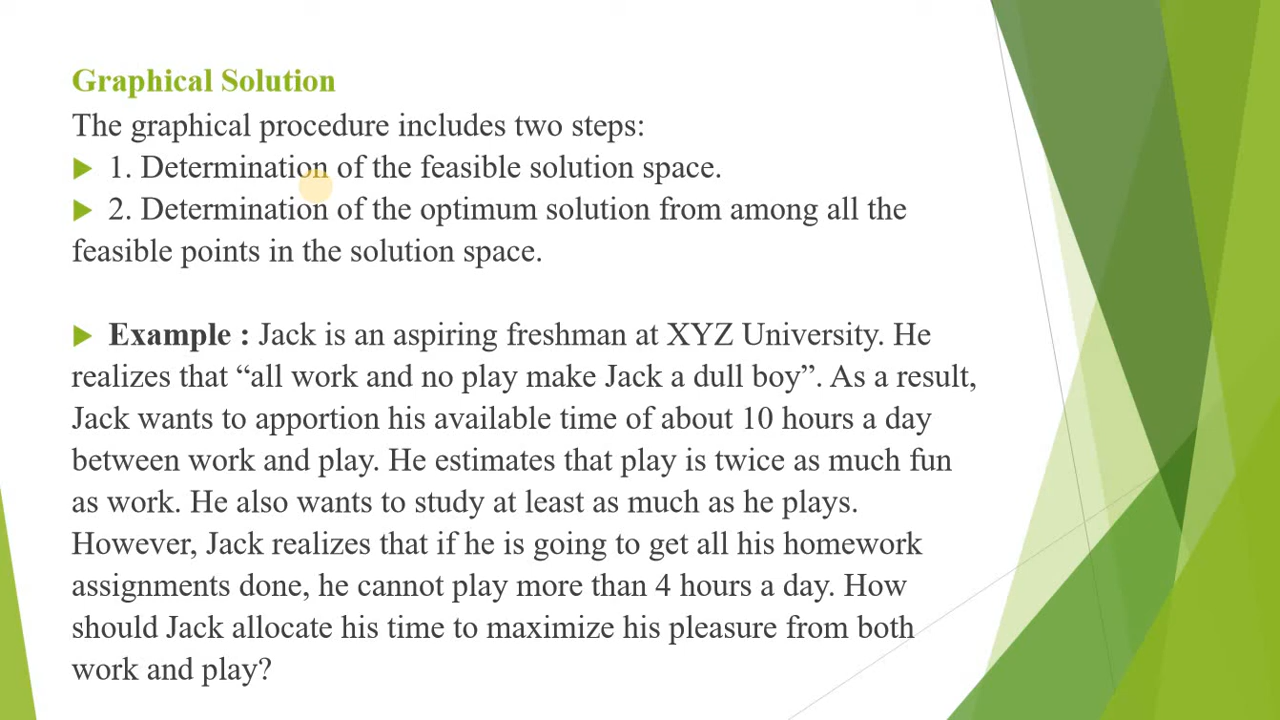 Graphical Solution
The graphical procedure includes two steps:
1. Determination of the feasible solution space.
2. Determination of the optimum solution from among all the
feasible points in the solution space.
Example : Jack is an aspiring freshman at XYZ University. He
realizes that “all work and no play make Jack a dull boy”. As a result,
Jack wants to apportion his available time of about 10 hours a day
between work and play. He estimates that play is twice as much fun
as work. He also wants to study at least as much as he plays.
However, Jack realizes that if he is going to get all his homework
assignments done, he cannot play more than 4 hours a day. How
should Jack allocate his time to maximize his pleasure from both
work and play?